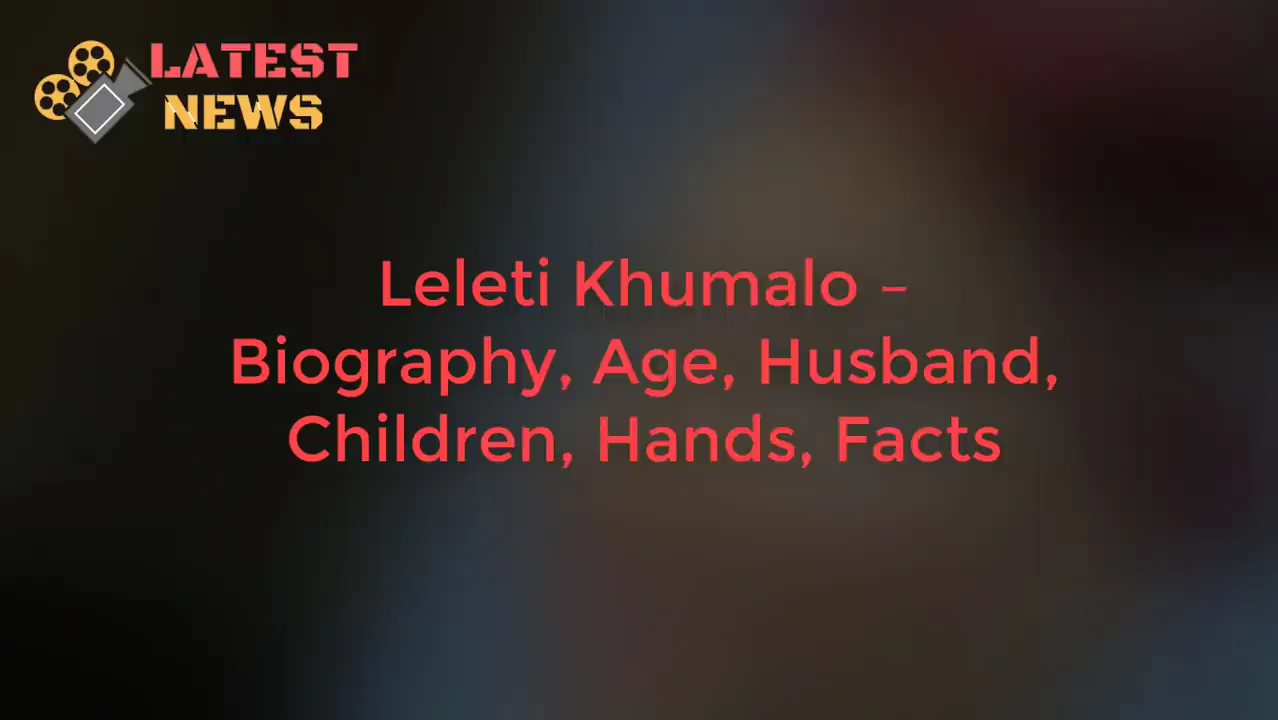 LATEST
NEWS
Leleti Khumalo –
Biography, Age, Husband,
Children, Hands, Facts